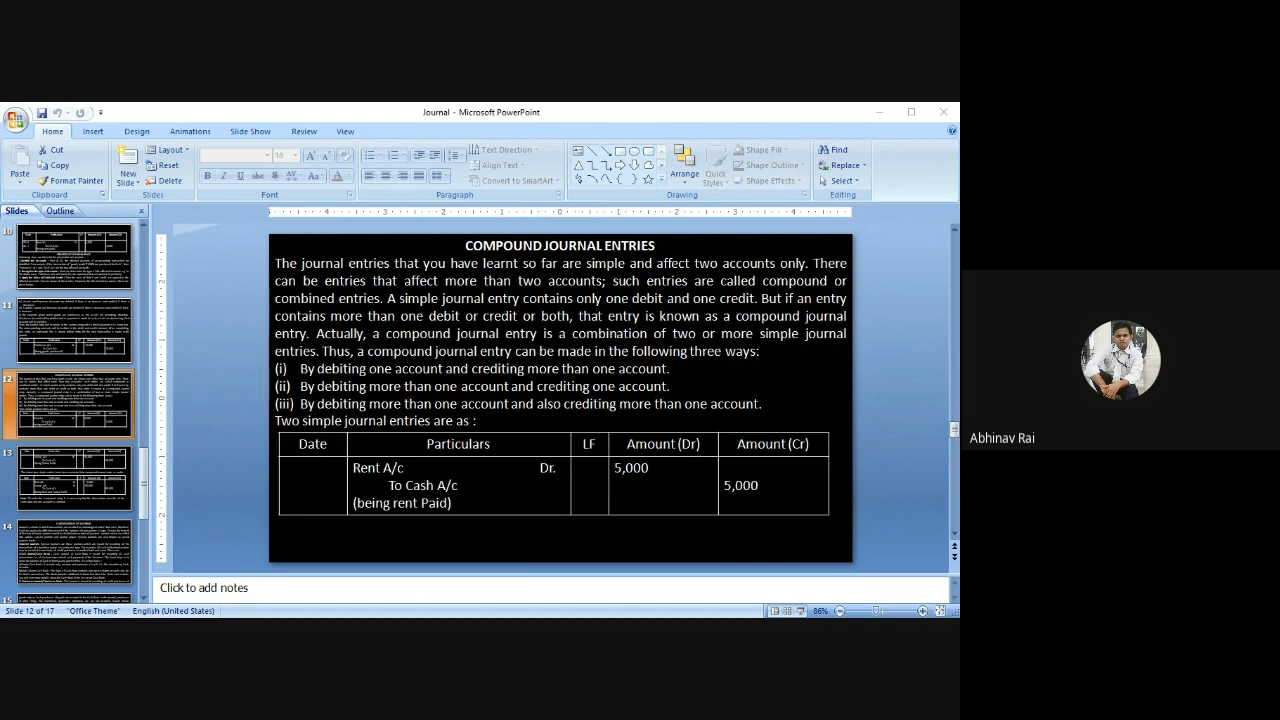 Journal - Microsoft PowerPoint
Home Insert Design Animations Slide Show Review View
Paste
Cut
Copy
Format Painter
Clipboard
New Slide
Layout
Reset
Delete
Slides
18
B I U abc S AV Aa A
Font
Text Direction
Align Text
Convert to SmartArt
Paragraph
Arrange
Quick Styles
Shape Fill
Shape Outline
Shape Effects
Drawing
Find
Replace
Select
Editing
Slides Outline
10
11
12
13
14
15
COMPOUND JOURNAL ENTRIES
The journal entries that you have learnt so far are simple and affect two accounts only. There
can be entries that affect more than two accounts; such entries are called compound or
combined entries. A simple journal entry contains only one debit and one credit. But if an entry
contains more than one debit or credit or both, that entry is known as a compound journal
entry. Actually, a compound journal entry is a combination of two or more simple journal
entries. Thus, a compound journal entry can be made in the following three ways:
(i) By debiting one account and crediting more than one account.
(ii) By debiting more than one account and crediting one account.
(iii) By debiting more than one account and also crediting more than one account.
Two simple journal entries are as :
Date Particulars LF Amount (Dr) Amount (Cr)
Rent A/c Dr. 5,000
To Cash A/c 5,000
(being rent Paid)
Click to add notes
Slide 12 of 17 "Office Theme" English (United States) 86%
Abhinav Rai